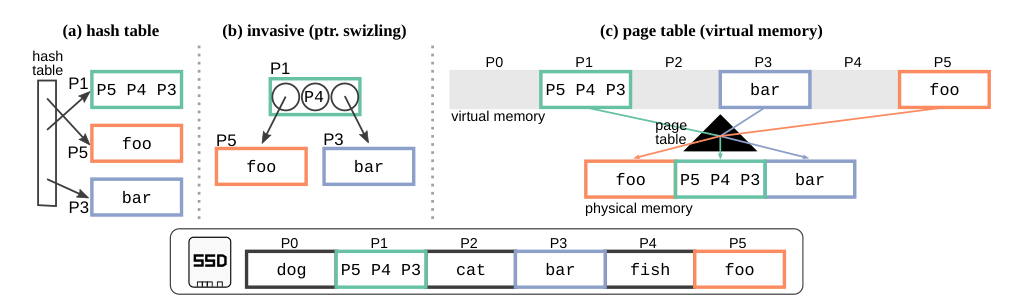 (a) hash table
hash
table
P1
P5 P4 P3
foo
P5
bar
P3
(b) invasive (ptr. swizling)
P1
P4
P5
P3
foo
bar
(c) page table (virtual memory)
P0
P1
P2
P3
P4
P5
P5 P4 P3
bar
foo
virtual memory
page
table
foo
P5 P4 P3
bar
physical memory
SSD
P0
P1
P2
P3
P4
P5
dog
P5 P4 P3
cat
bar
fish
foo